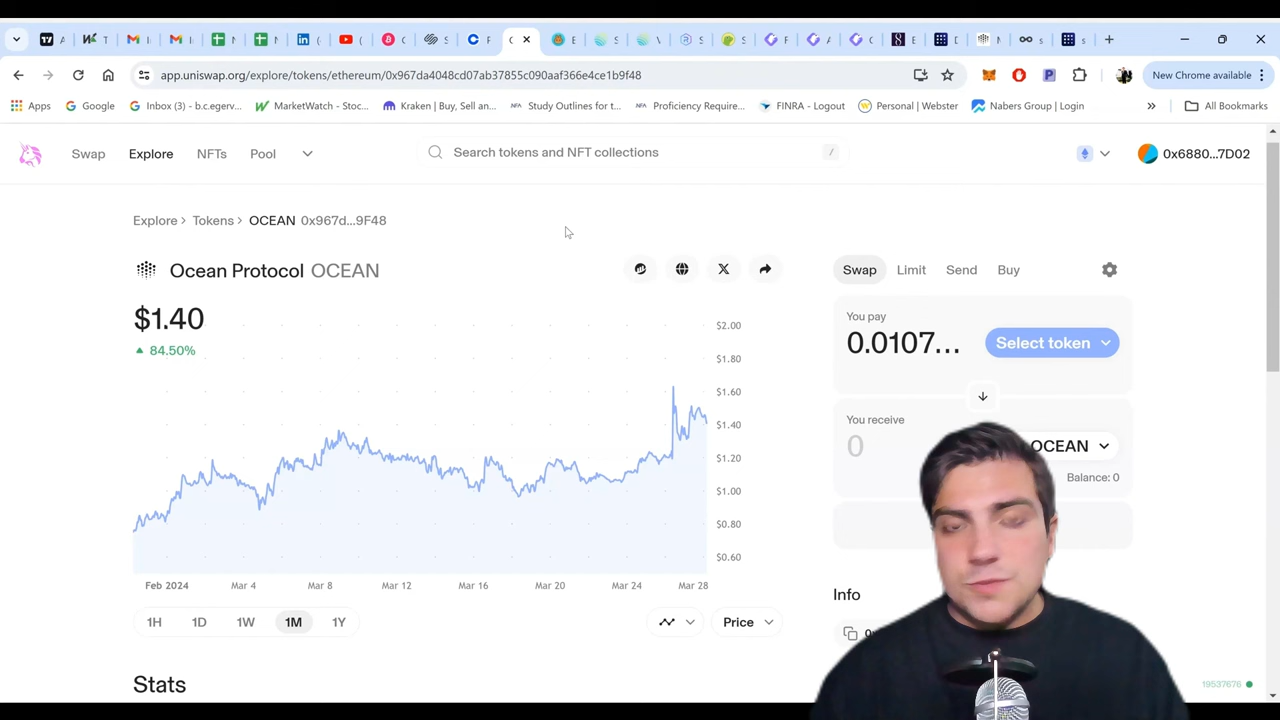 app.uniswap.org/explore/tokens/ethereum/0x967da4048cd07ab37855c090aaf366e4ce1b9f48
New Chrome available
Apps
Google
Inbox (3) - b.c.egerv...
MarketWatch - Stoc...
Kraken | Buy, Sell an...
Study Outlines for t...
Proficiency Require...
FINRA - Logout
Personal | Webster
Nabers Group | Login
All Bookmarks
Swap
Explore
NFTs
Pool
Search tokens and NFT collections
/
0x6880...7D02
Explore > Tokens > OCEAN 0x967d...9F48
Ocean Protocol OCEAN
$1.40
84.50%
$2.00
$1.80
$1.60
$1.40
$1.20
$1.00
$0.80
$0.60
Feb 2024
Mar 4
Mar 8
Mar 12
Mar 16
Mar 20
Mar 24
Mar 28
1H
1D
1W
1M
1Y
Price
Stats
Swap
Limit
Send
Buy
You pay
0.0107...
Select token
You receive
0
OCEAN
Balance: 0
Info
19537676